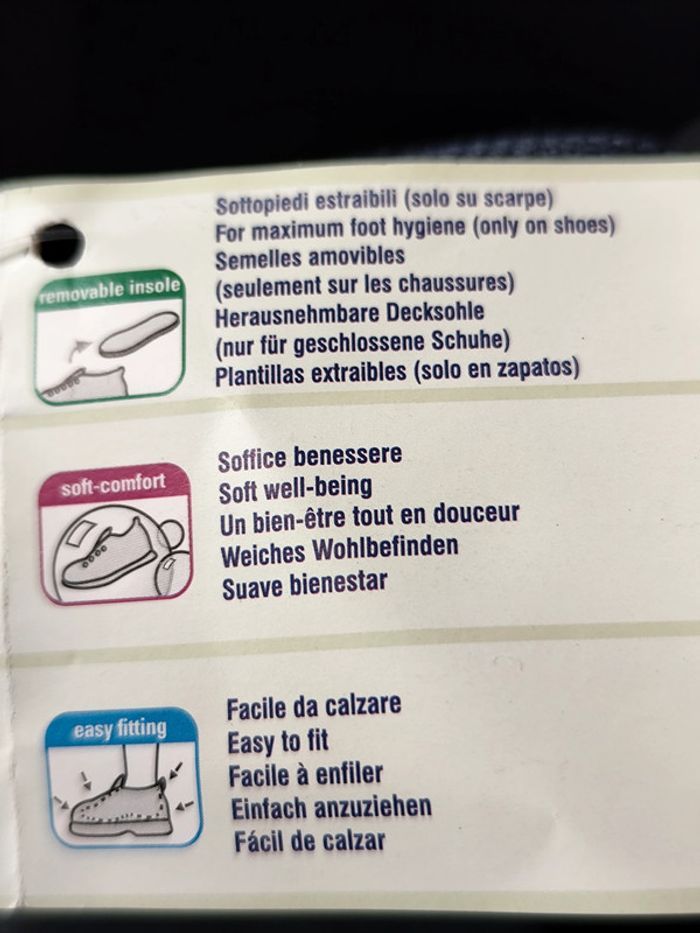 Sottopiedi estraibili (solo su scarpe)
For maximum foot hygiene (only on shoes)
Semelles amovibles
(seulement sur les chaussures)
Herausnehmbare Decksohle
(nur für geschlossene Schuhe)
Plantillas extraibles (solo en zapatos)
removable insole
Soffice benessere
Soft well-being
Un bien-être tout en douceur
Weiches Wohlbefinden
Suave bienestar
soft-comfort
Facile da calzare
Easy to fit
Facile à enfiler
Einfach anzuziehen
Fácil de calzar
easy fitting